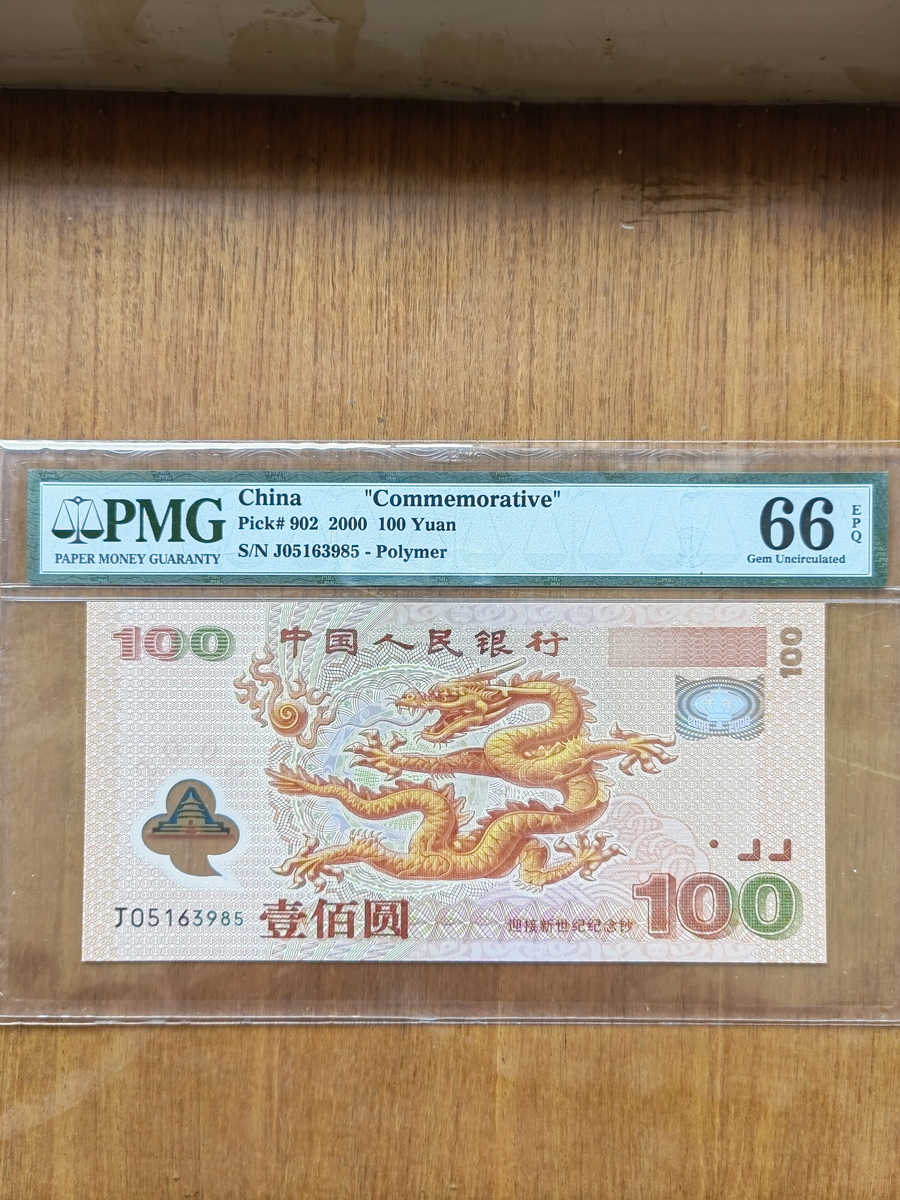 PMG
PAPER MONEY GUARANTY
China "Commemorative"
Pick# 902 2000 100 Yuan
S/N J05163985 - Polymer
66
EPQ
Gem Uncirculated
100
中国人民银行
100
J05163985
壹佰圆
迎接新世纪纪念钞
100